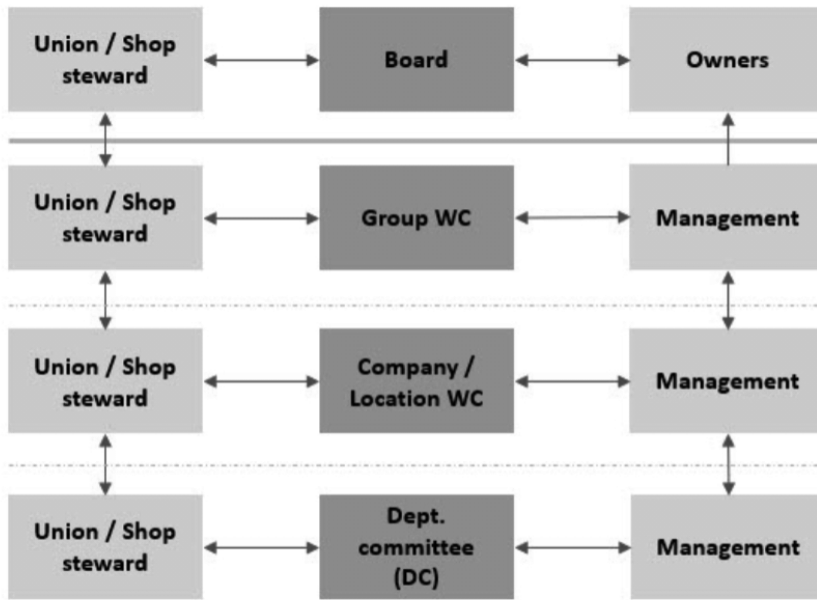 Union / Shop
steward
Board
Owners
Union / Shop
steward
Group WC
Management
Union / Shop
steward
Company /
Location WC
Management
Union / Shop
steward
Dept.
committee
(DC)
Management